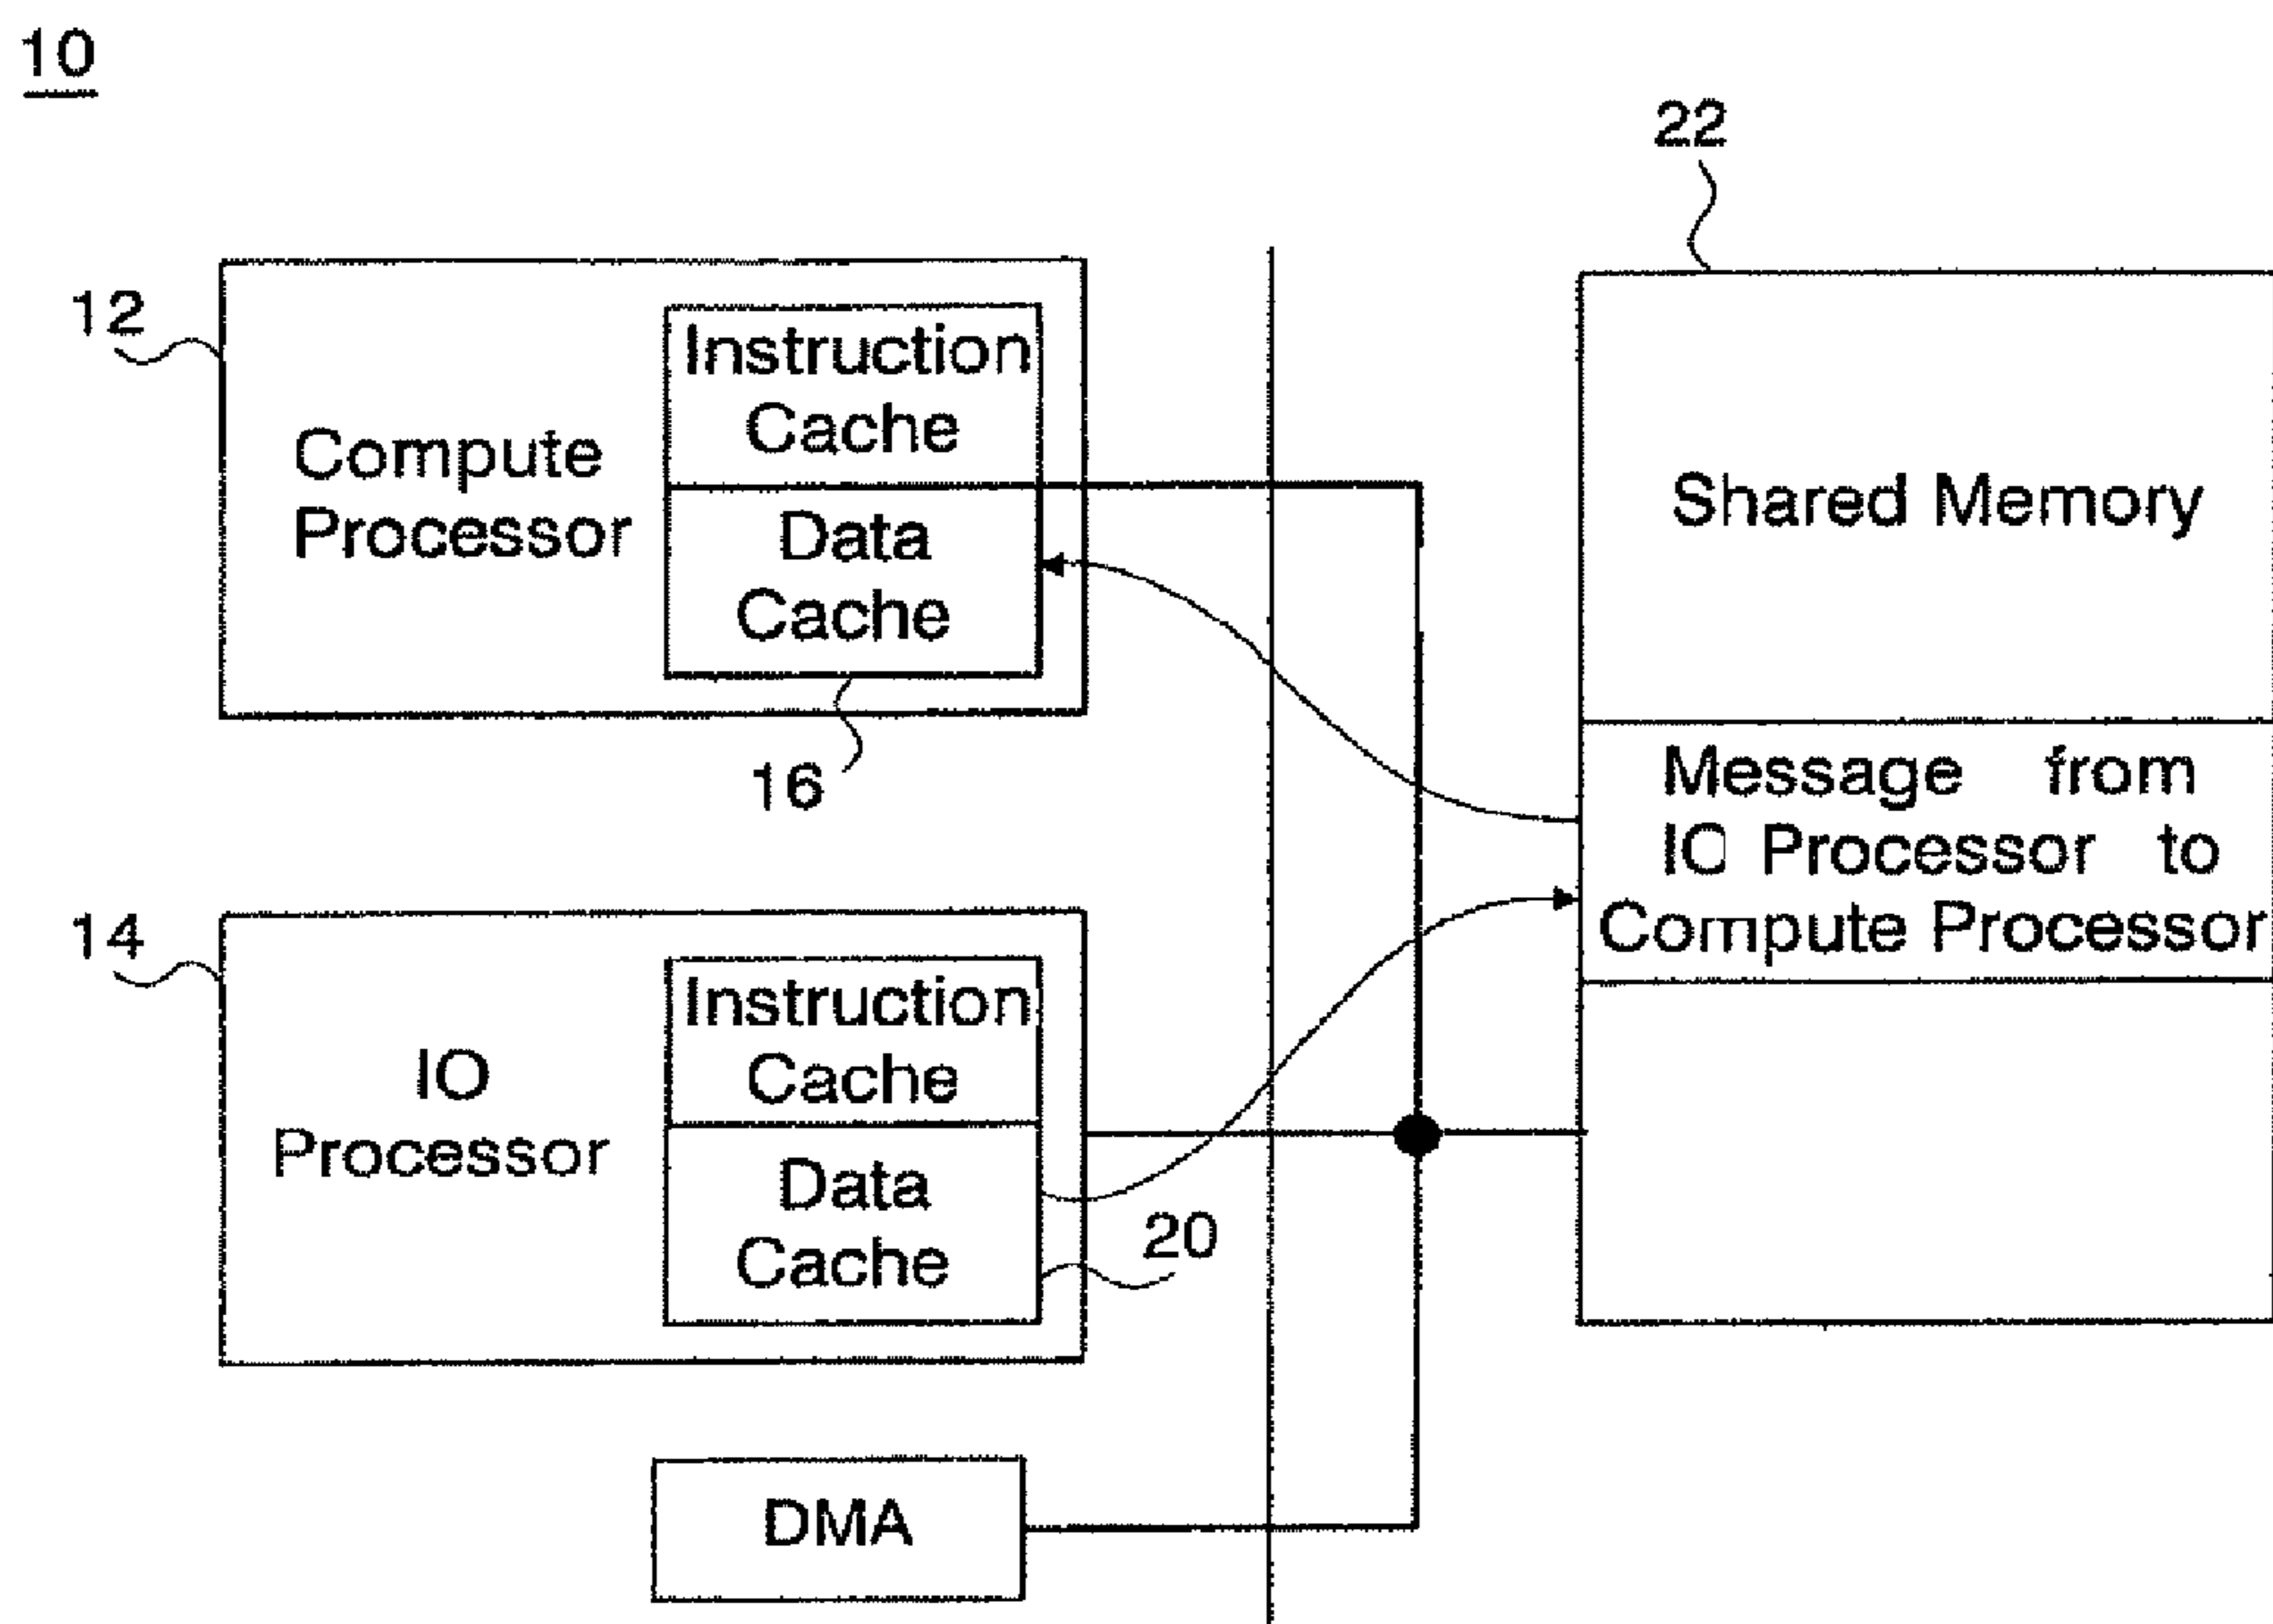 10
22
12
Instruction
Cache
Compute
Processor
Data
Cache
16
Shared Memory
Message from
IO Processor to
Compute Processor
14
Instruction
Cache
IO
Processor
Data
Cache
20
DMA